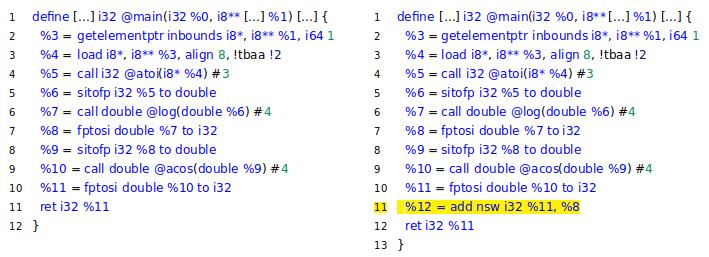 1 define [...] i32 @main(i32 %0, i8** [...] %1) [...] {
2 %3 = getelementptr inbounds i8*, i8** %1, i64 1
3 %4 = load i8*, i8** %3, align 8, !tbaa !2
4 %5 = call i32 @atoi(i8* %4) #3
5 %6 = sitofp i32 %5 to double
6 %7 = call double @log(double %6) #4
7 %8 = fptosi double %7 to i32
8 %9 = sitofp i32 %8 to double
9 %10 = call double @acos(double %9) #4
10 %11 = fptosi double %10 to i32
11 ret i32 %11
12 }
1 define [...] i32 @main(i32 %0, i8** [...] %1) [...] {
2 %3 = getelementptr inbounds i8*, i8** %1, i64 1
3 %4 = load i8*, i8** %3, align 8, !tbaa !2
4 %5 = call i32 @atoi(i8* %4) #3
5 %6 = sitofp i32 %5 to double
6 %7 = call double @log(double %6) #4
7 %8 = fptosi double %7 to i32
8 %9 = sitofp i32 %8 to double
9 %10 = call double @acos(double %9) #4
10 %11 = fptosi double %10 to i32
11 %12 = add nsw i32 %11, %8
12 ret i32 %11
13 }